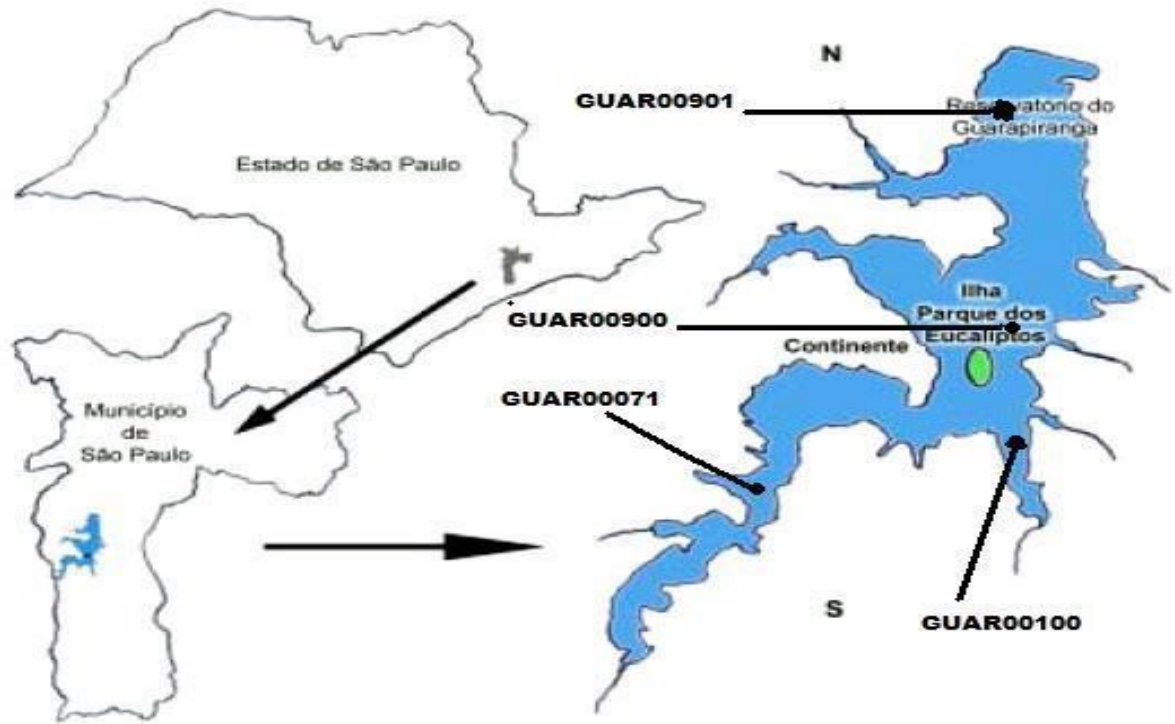 Estado de São Paulo
Município
de
São Paulo
N
GUAR00901
Reservatório do
Guarapiranga
Ilha
Parque dos
Eucaliptos
GUAR00900
Continente
GUAR00071
S
GUAR00100